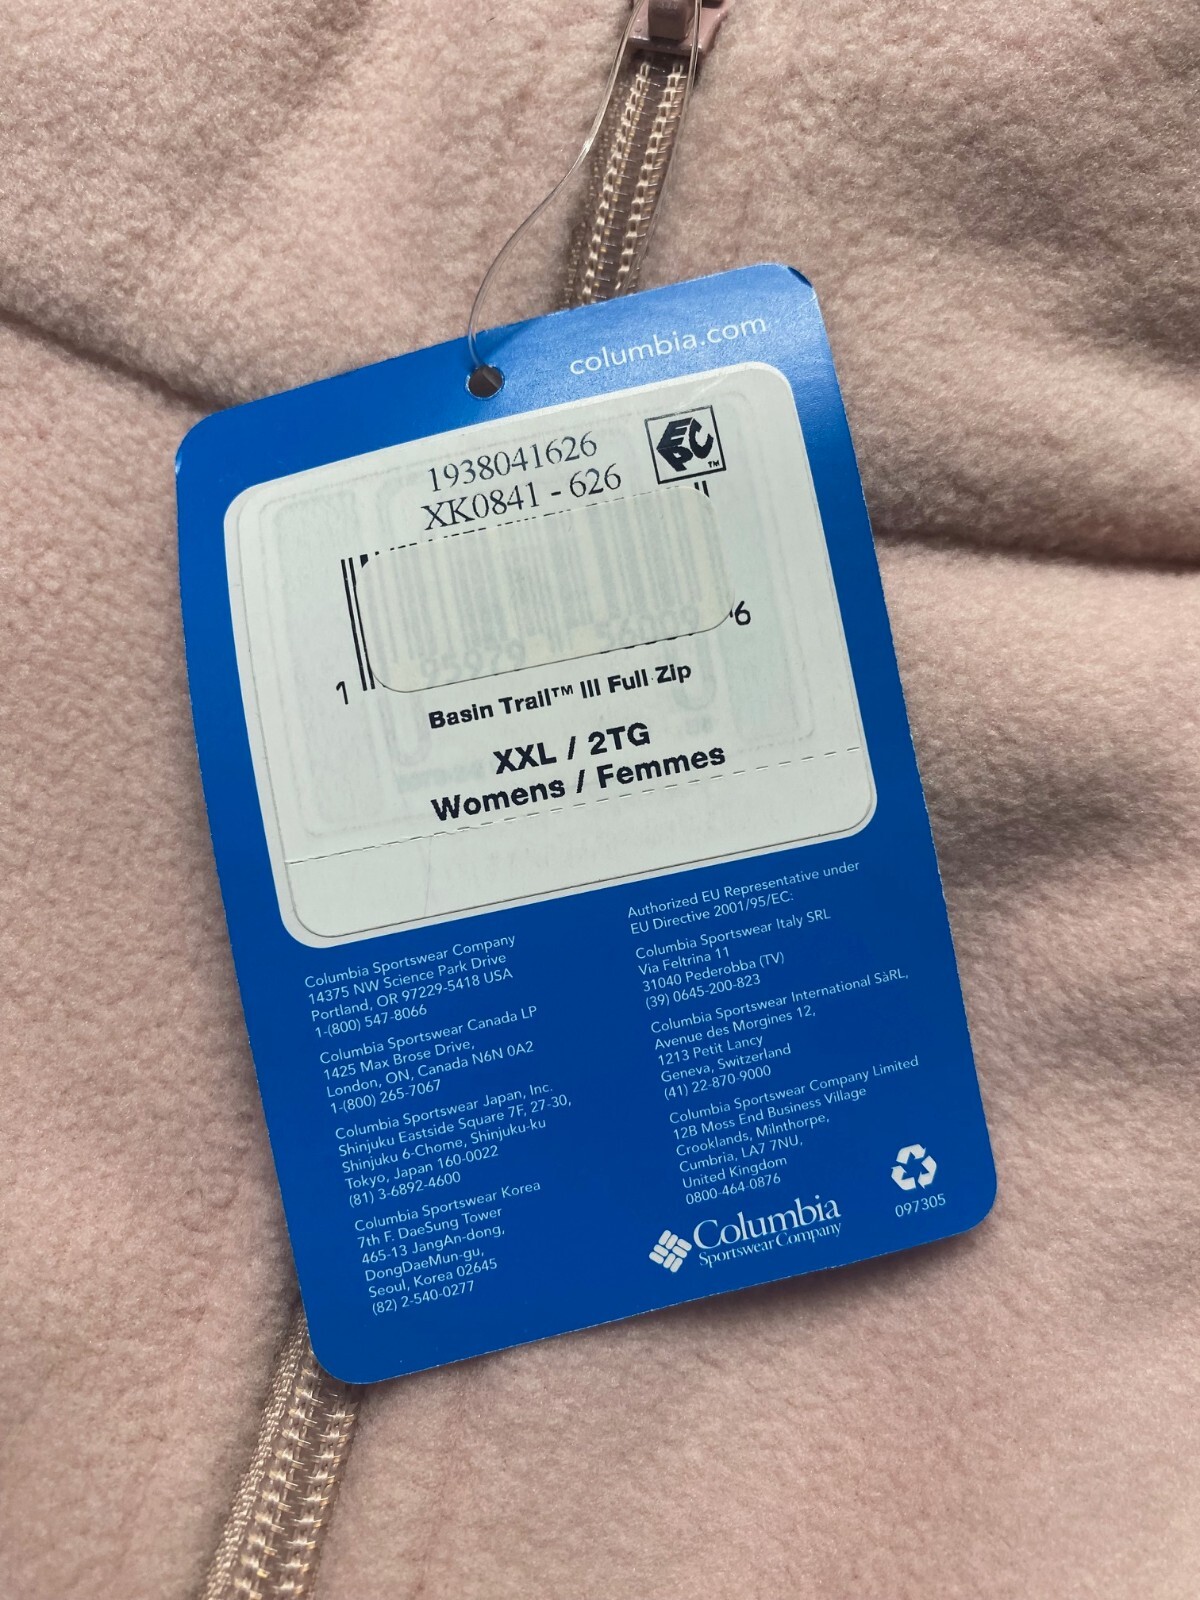 columbia.com
1938041626
XK0841 - 626
EPC™
1 6
Basin Trail™ III Full Zip
XXL / 2TG
Womens / Femmes
Columbia Sportswear Company
14375 NW Science Park Drive
Portland, OR 97229-5418 USA
1-(800) 547-8066
Columbia Sportswear Canada LP
1425 Max Brose Drive,
London, ON, Canada N6N 0A2
1-(800) 265-7067
Columbia Sportswear Japan, Inc.
Shinjuku Eastside Square 7F, 27-30,
Shinjuku 6-Chome, Shinjuku-ku
Tokyo, Japan 160-0022
(81) 3-6892-4600
Columbia Sportswear Korea
7th F. DaeSung Tower
465-13 JangAn-dong,
DongDaeMun-gu,
Seoul, Korea 02645
(82) 2-540-0277
Authorized EU Representative under
EU Directive 2001/95/EC:
Columbia Sportswear Italy SRL
Via Feltrina 11
31040 Pederobba (TV)
(39) 0645-200-823
Columbia Sportswear International SàRL,
Avenue des Morgines 12,
1213 Petit Lancy
Geneva, Switzerland
(41) 22-870-9000
Columbia Sportswear Company Limited
12B Moss End Business Village
Crooklands, Milnthorpe,
Cumbria, LA7 7NU,
United Kingdom
0800-464-0876
Columbia
Sportswear Company
097305